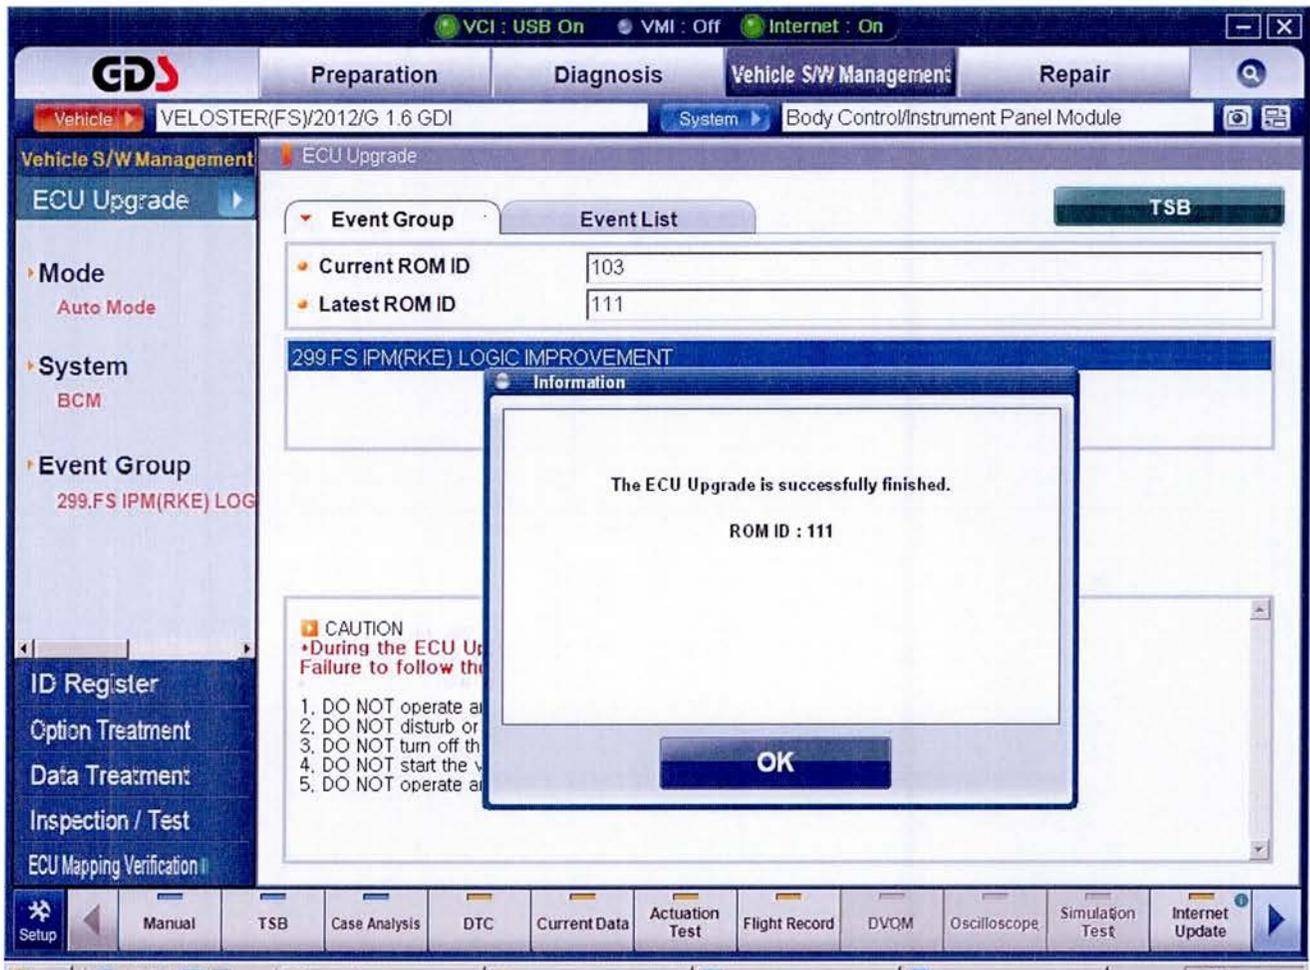 VCI : USB On VMI : Off Internet : On
GDS Preparation Diagnosis Vehicle S/W Management Repair
Vehicle VELOSTER(FS)/2012/G 1.6 GDI System Body Control/Instrument Panel Module
Vehicle S/W Management ECU Upgrade
ECU Upgrade
TSB
Event Group Event List
Mode
Auto Mode
System
BCM
Event Group
299.FS IPM(RKE) LOG
Current ROM ID 103
Latest ROM ID 111
299.FS IPM(RKE) LOGIC IMPROVEMENT
Information
The ECU Upgrade is successfully finished.
ROM ID : 111
OK
CAUTION
•During the ECU Up
Failure to follow the
1. DO NOT operate a
2. DO NOT disturb or
3. DO NOT turn off th
4. DO NOT start the v
5. DO NOT operate a
ID Register
Option Treatment
Data Treatment
Inspection / Test
ECU Mapping Verification
Setup Manual TSB Case Analysis DTC Current Data Actuation Test Flight Record DVQM Oscilloscope Simulation Test Internet Update